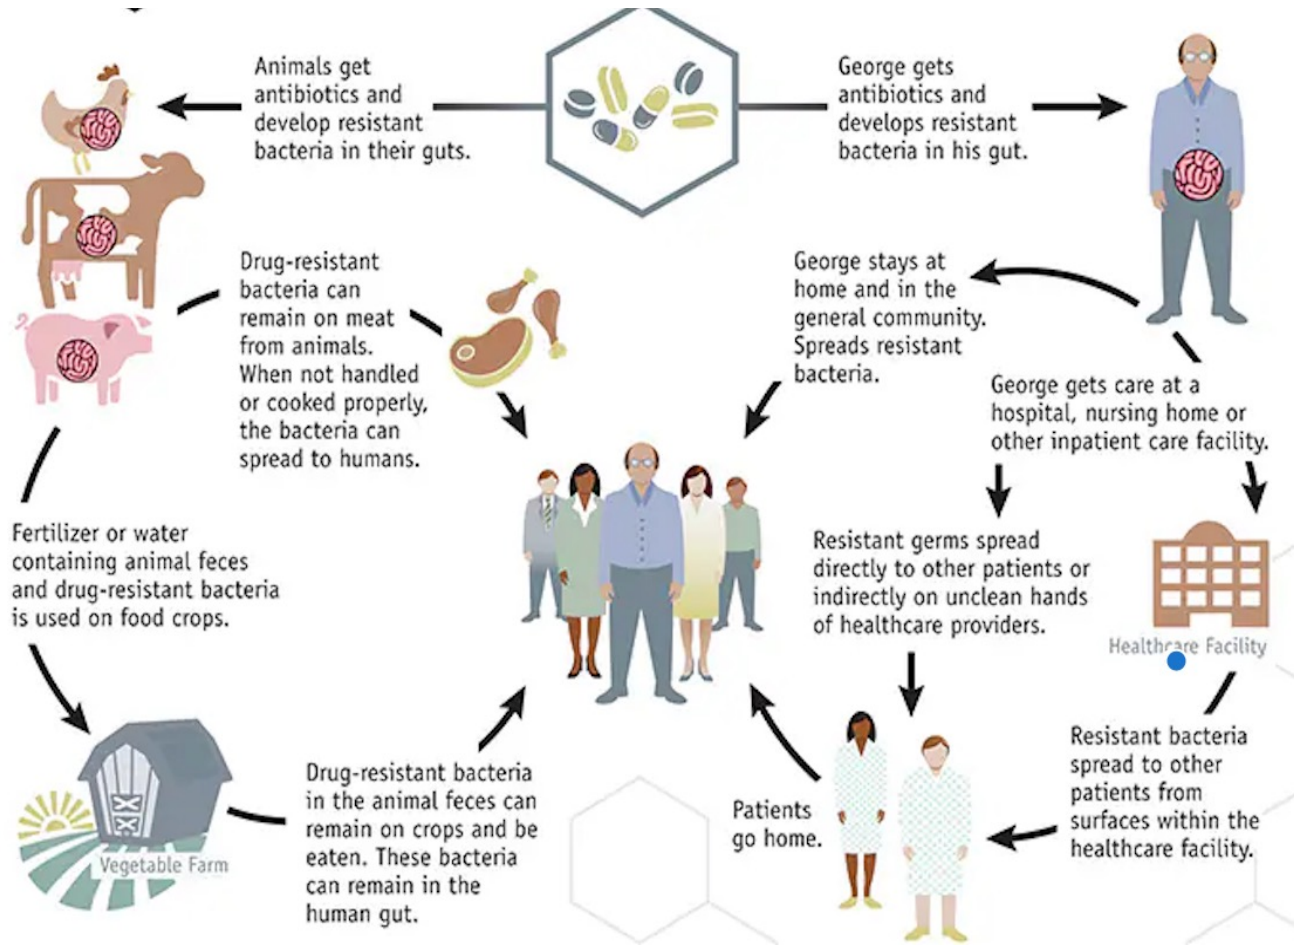 Animals get
antibiotics and
develop resistant
bacteria in their guts.
George gets
antibiotics and
develops resistant
bacteria in his gut.
Drug-resistant
bacteria can
remain on meat
from animals.
When not handled
or cooked properly,
the bacteria can
spread to humans.
George stays at
home and in the
general community.
Spreads resistant
bacteria.
George gets care at a
hospital, nursing home or
other inpatient care facility.
Fertilizer or water
containing animal feces
and drug-resistant bacteria
is used on food crops.
Resistant germs spread
directly to other patients or
indirectly on unclean hands
of healthcare providers.
Healthcare Facility
Vegetable Farm
Drug-resistant bacteria
in the animal feces can
remain on crops and be
eaten. These bacteria
can remain in the
human gut.
Patients
go home.
Resistant bacteria
spread to other
patients from
surfaces within the
healthcare facility.